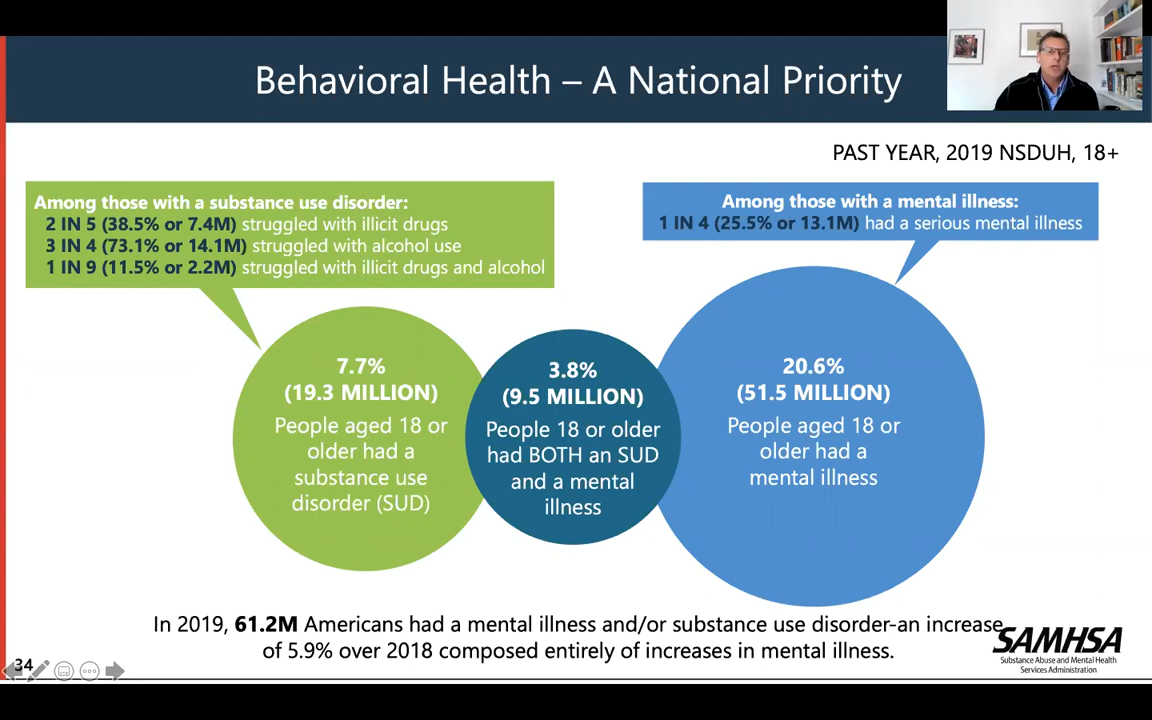 Behavioral Health – A National Priority
PAST YEAR, 2019 NSDUH, 18+
Among those with a substance use disorder:
2 IN 5 (38.5% or 7.4M) struggled with illicit drugs
3 IN 4 (73.1% or 14.1M) struggled with alcohol use
1 IN 9 (11.5% or 2.2M) struggled with illicit drugs and alcohol
Among those with a mental illness:
1 IN 4 (25.5% or 13.1M) had a serious mental illness
7.7%
(19.3 MILLION)
People aged 18 or
older had a
substance use
disorder (SUD)
3.8%
(9.5 MILLION)
People 18 or older
had BOTH an SUD
and a mental
illness
20.6%
(51.5 MILLION)
People aged 18 or
older had a
mental illness
In 2019, 61.2M Americans had a mental illness and/or substance use disorder-an increase
of 5.9% over 2018 composed entirely of increases in mental illness.
SAMHSA
Substance Abuse and Mental Health
Services Administration
34